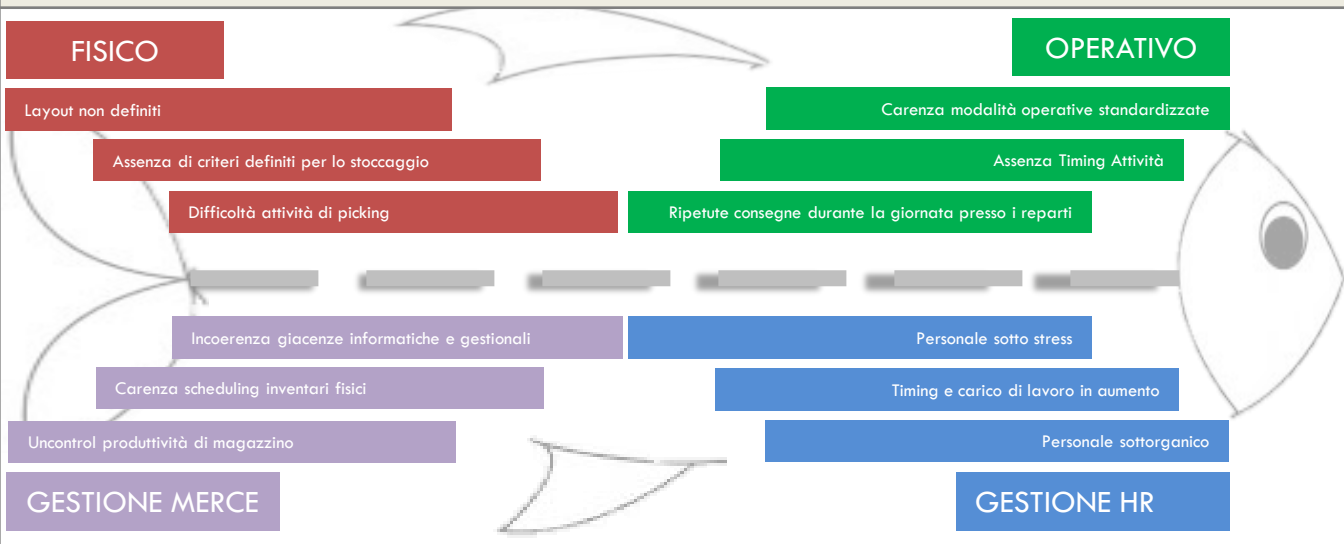 FISICO
Layout non definiti
Assenza di criteri definiti per lo stoccaggio
Difficoltà attività di picking
OPERATIVO
Carenza modalità operative standardizzate
Assenza Timing Attività
Ripetute consegne durante la giornata presso i reparti
Incoerenza giacenze informatiche e gestionali
Carenza scheduling inventari fisici
Uncontrol produttività di magazzino
GESTIONE MERCE
Personale sotto stress
Timing e carico di lavoro in aumento
Personale sottorganico
GESTIONE HR